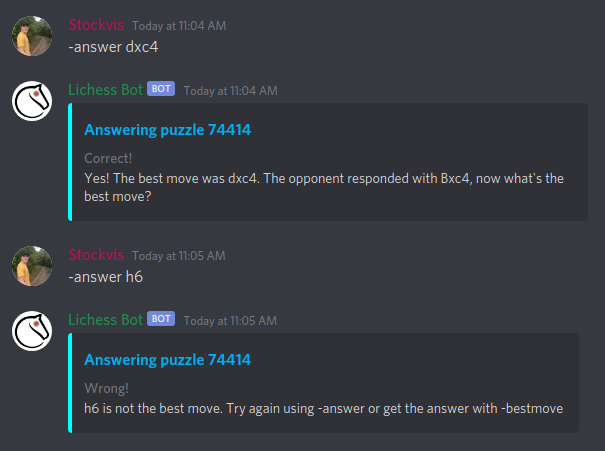 Stockvis Today at 11:04 AM
-answer dxc4
Lichess Bot BOT Today at 11:04 AM
Answering puzzle 74414
Correct!
Yes! The best move was dxc4. The opponent responded with Bxc4, now what's the
best move?
Stockvis Today at 11:05 AM
-answer h6
Lichess Bot BOT Today at 11:05 AM
Answering puzzle 74414
Wrong!
h6 is not the best move. Try again using -answer or get the answer with -bestmove